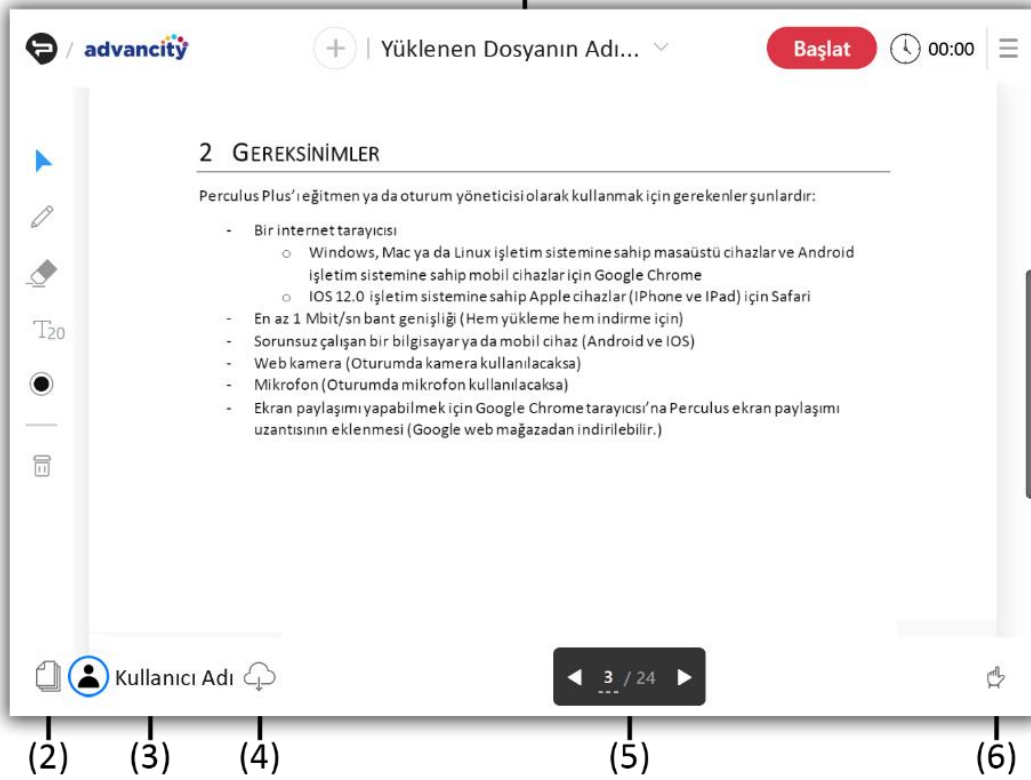 / advancity
+ | Yüklenen Dosyanın Adı...
Başlat
00:00
2 GEREKSİNİMLER
Perculus Plus'ı eğitmen ya da oturum yöneticisi olarak kullanmak için gerekenler şunlardır:
- Bir internet tarayıcısı
o Windows, Mac ya da Linux işletim sistemine sahip masaüstü cihazlar ve Android
işletim sistemine sahip mobil cihazlar için Google Chrome
o IOS 12.0 işletim sistemine sahip Apple cihazlar (IPhone ve IPad) için Safari
- En az 1 Mbit/sn bant genişliği (Hem yükleme hem indirme için)
- Sorunsuz çalışan bir bilgisayar ya da mobil cihaz (Android ve IOS)
- Web kamera (Oturumda kamera kullanılacaksa)
- Mikrofon (Oturumda mikrofon kullanılacaksa)
- Ekran paylaşımı yapabilmek için Google Chrome tarayıcısı'na Perculus ekran paylaşımı
uzantısının eklenmesi (Google web mağazadan indirilebilir.)
T20
Kullanıcı Adı
3 / 24
(2) (3) (4) (5) (6)